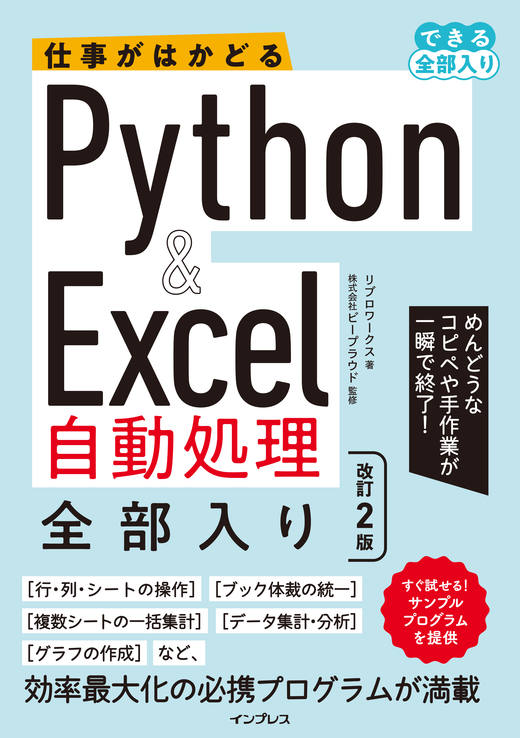 仕事がはかどる
できる
全部入り
Python
&
Excel
自動処理
全部入り
改訂2版
リブロワークス 著
株式会社ビープラウド 監修
めんどうな
コピペや手作業が
一瞬で終了！
[行・列・シートの操作] [ブック体裁の統一]
[複数シートの一括集計] [データ集計・分析]
[グラフの作成] など、
効率最大化の必携プログラムが満載
すぐ試せる！
サンプル
プログラム
を提供
インプレス